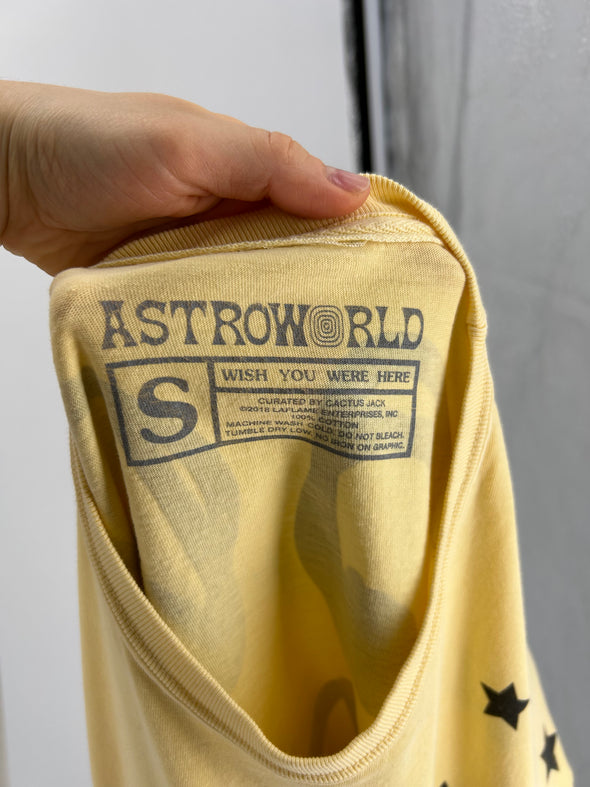 ASTROWORLD
S
WISH YOU WERE HERE
CURATED BY CACTUS JACK
©2018 LAFLAME ENTERPRISES, INC
100% COTTON
MACHINE WASH COLD. DO NOT BLEACH.
TUMBLE DRY LOW. NO IRON ON GRAPHIC.